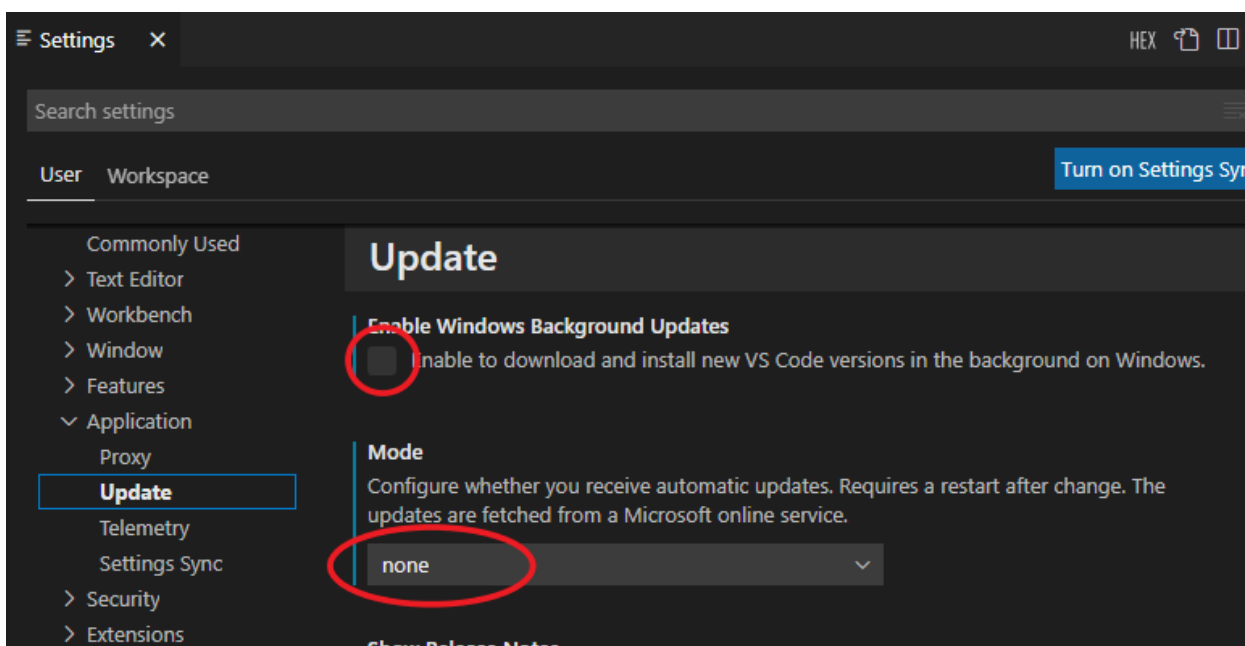 Settings
HEX
Search settings
User Workspace
Turn on Settings Syn
Commonly Used
Text Editor
Workbench
Window
Features
Application
Proxy
Update
Telemetry
Settings Sync
Security
Extensions
Update
Enable Windows Background Updates
Enable to download and install new VS Code versions in the background on Windows.
Mode
Configure whether you receive automatic updates. Requires a restart after change. The
updates are fetched from a Microsoft online service.
none
Show Release Notes